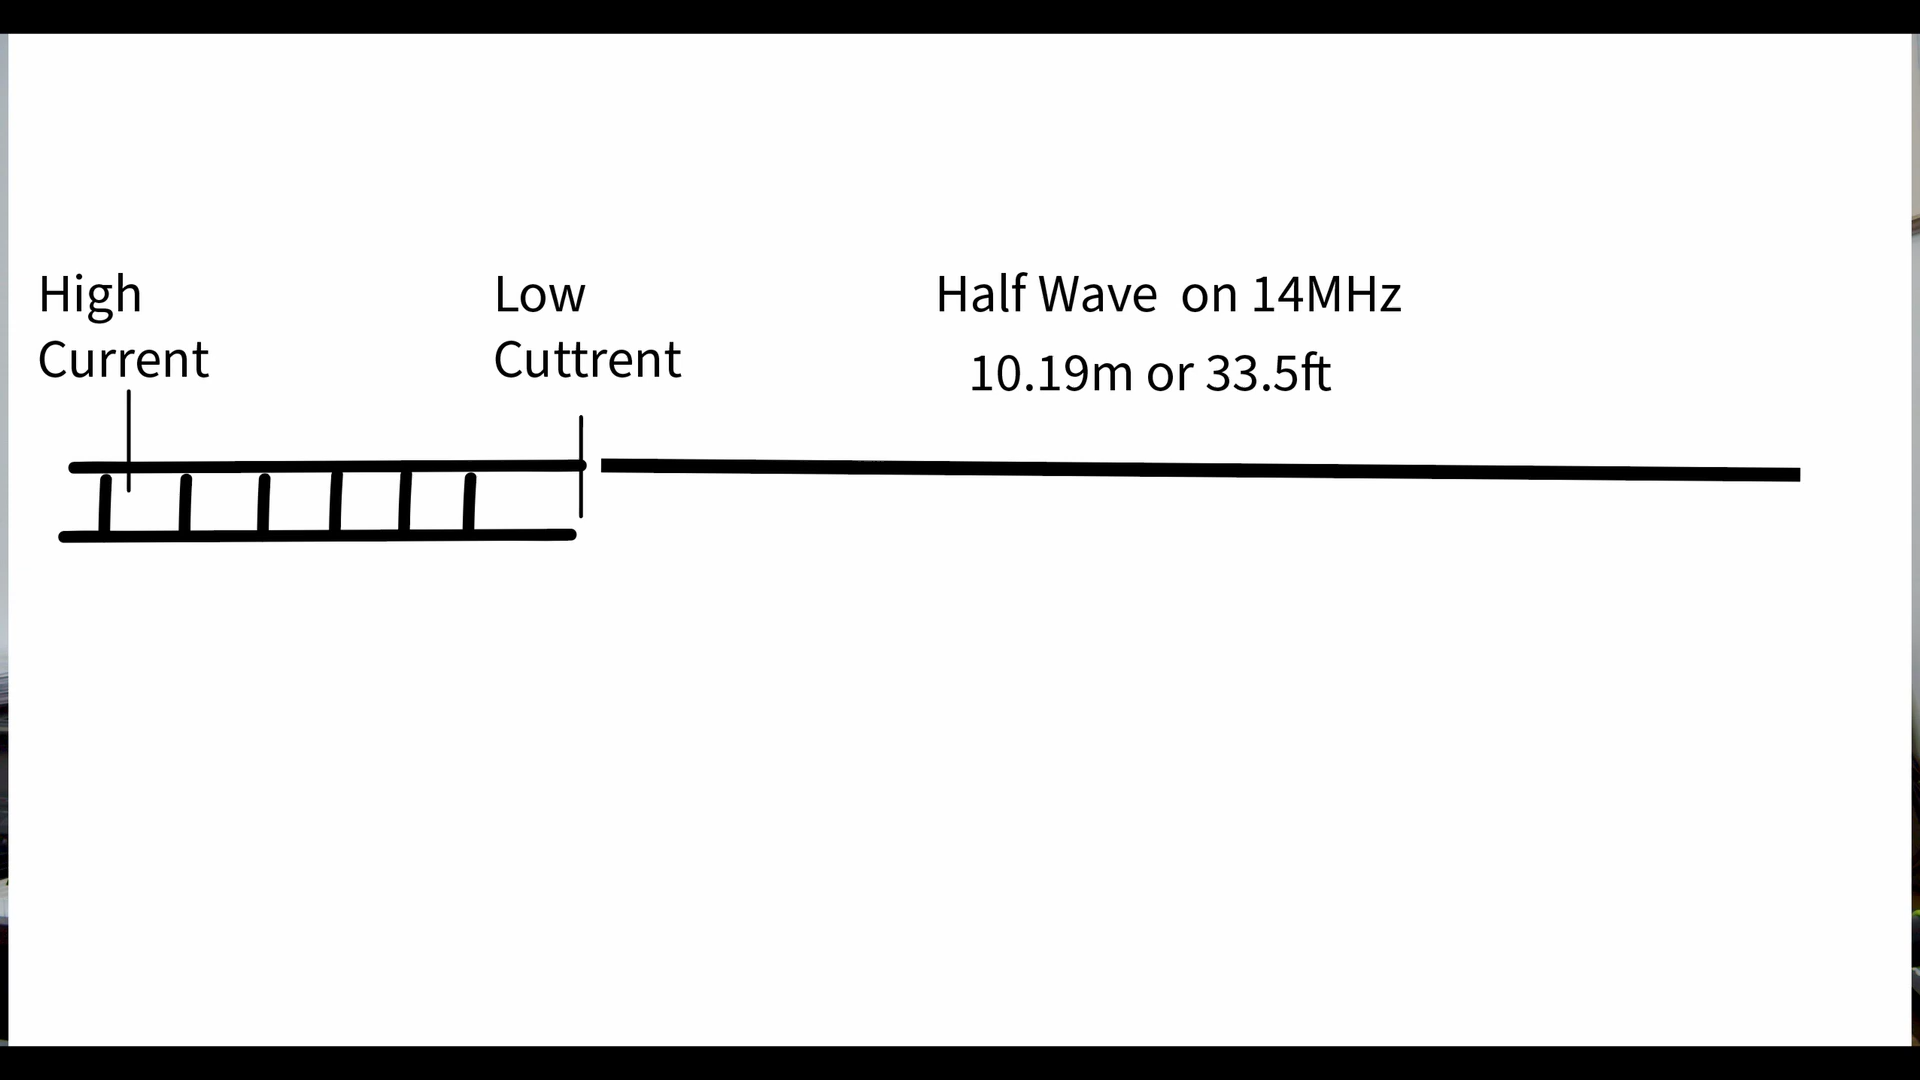 High
Current
Low
Cuttrent
Half Wave  on 14MHz
10.19m or 33.5ft